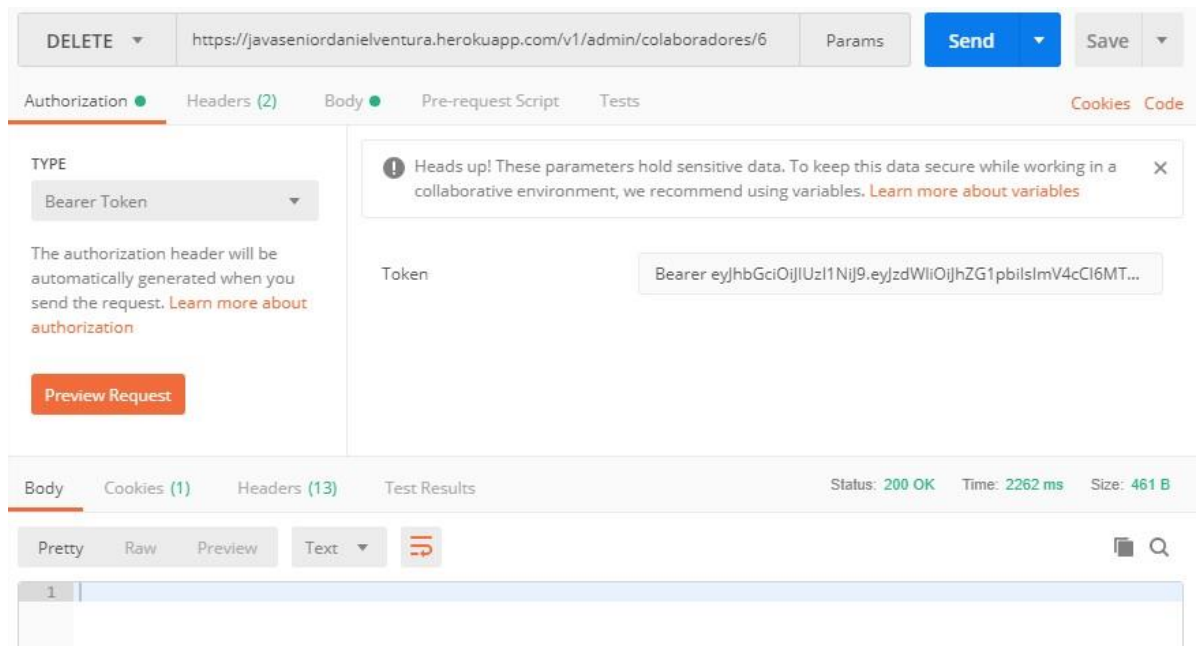 DELETE https://javaseniordanielventura.herokuapp.com/v1/admin/colaboradores/6 Params Send Save
Authorization Headers (2) Body Pre-request Script Tests Cookies Code
TYPE
Bearer Token
The authorization header will be
automatically generated when you
send the request. Learn more about
authorization
Preview Request
Heads up! These parameters hold sensitive data. To keep this data secure while working in a
collaborative environment, we recommend using variables. Learn more about variables
Token Bearer eyJhbGciOiJIUzI1NiJ9.eyJzdWIiOiJhZG1pbiIsImV4cCI6MT...
Body Cookies (1) Headers (13) Test Results Status: 200 OK Time: 2262 ms Size: 461 B
Pretty Raw Preview Text
1